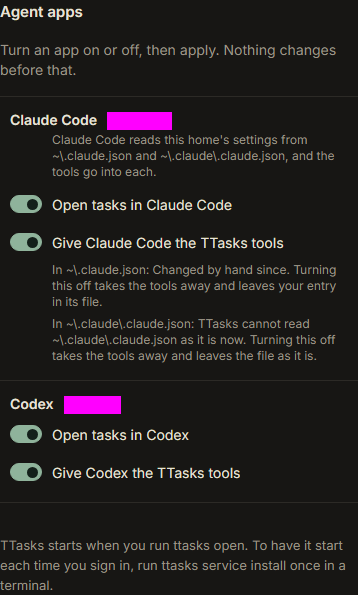 Agent apps
Turn an app on or off, then apply. Nothing changes
before that.
Claude Code
Claude Code reads this home's settings from
~\.claude.json and ~\.claude\.claude.json, and the
tools go into each.
Open tasks in Claude Code
Give Claude Code the TTasks tools
In ~\.claude.json: Changed by hand since. Turning
this off takes the tools away and leaves your entry
in its file.
In ~\.claude\.claude.json: TTasks cannot read
~\.claude\.claude.json as it is now. Turning this off
takes the tools away and leaves the file as it is.
Codex
Open tasks in Codex
Give Codex the TTasks tools
TTasks starts when you run ttasks open. To have it start
each time you sign in, run ttasks service install once in a
terminal.